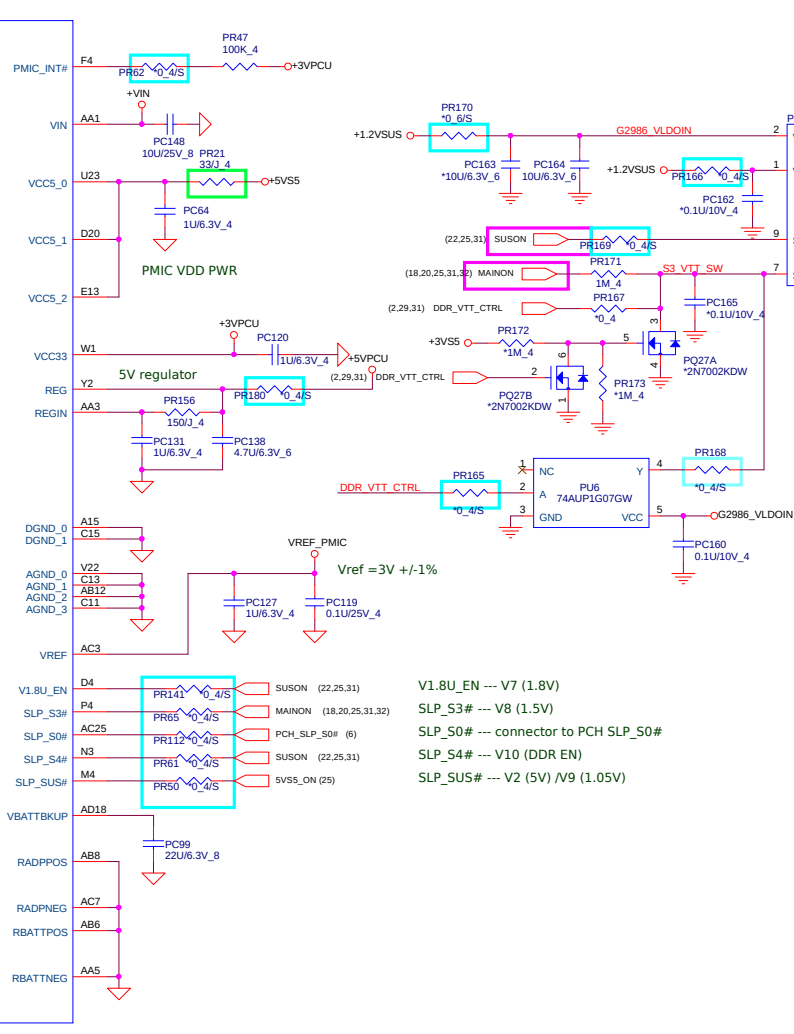 PMIC_INT# F4 PR62 *0_4/S PR47 100K_4 +3VPCU
+VIN
VIN AA1 PC148 10U/25V_8
PR21 33/J_4
VCC5_0 U23 +5VS5
PC64 1U/6.3V_4
VCC5_1 D20
PMIC VDD PWR
VCC5_2 E13
+3VPCU
VCC33 W1 PC120 1U/6.3V_4
+5VPCU
5V regulator
REG Y2 PR180 *0_4/S
REGIN AA3 PR156 150/J_4
PC131 1U/6.3V_4
PC138 4.7U/6.3V_6
DGND_0 A15
DGND_1 C15
AGND_0 V22
AGND_1 C13
AGND_2 AB12
AGND_3 C11
VREF_PMIC
Vref =3V +/-1%
PC127 1U/6.3V_4
PC119 0.1U/25V_4
VREF AC3
V1.8U_EN D4 PR141 *0_4/S SUSON (22,25,31)
SLP_S3# P4 PR65 *0_4/S MAINON (18,20,25,31,32)
SLP_S0# AC25 PR112 *0_4/S PCH_SLP_S0# (6)
SLP_S4# N3 PR61 *0_4/S SUSON (22,25,31)
SLP_SUS# M4 PR50 *0_4/S 5VS5_ON (25)
V1.8U_EN --- V7 (1.8V)
SLP_S3# --- V8 (1.5V)
SLP_S0# --- connector to PCH SLP_S0#
SLP_S4# --- V10 (DDR EN)
SLP_SUS# --- V2 (5V) /V9 (1.05V)
VBATTBKUP AD18
PC99 22U/6.3V_8
RADPPOS AB8
RADPNEG AC7
RBATTPOS AB6
RBATTNEG AA5
PR170 *0_6/S
+1.2VSUS G2986_VLDOIN 2
P
PC163 *10U/6.3V_6
PC164 10U/6.3V_6
+1.2VSUS PR166 *0_4/S 1
PC162 *0.1U/10V_4
(22,25,31) SUSON PR169 *0_4/S 9
(18,20,25,31,32) MAINON PR171 1M_4 S3_VTT_SW 7
(2,29,31) DDR_VTT_CTRL PR167 *0_4
PC165 *0.1U/10V_4
+3VS5 PR172 *1M_4
5 3 4 PQ27A *2N7002KDW
(2,29,31) DDR_VTT_CTRL 2 6 1
PQ27B *2N7002KDW
PR173 *1M_4
DDR_VTT_CTRL PR165 *0_4/S
1 NC
2 A
3 GND
PU6
74AUP1G07GW
Y 4 PR168 *0_4/S
VCC 5 G2986_VLDOIN
PC160 0.1U/10V_4